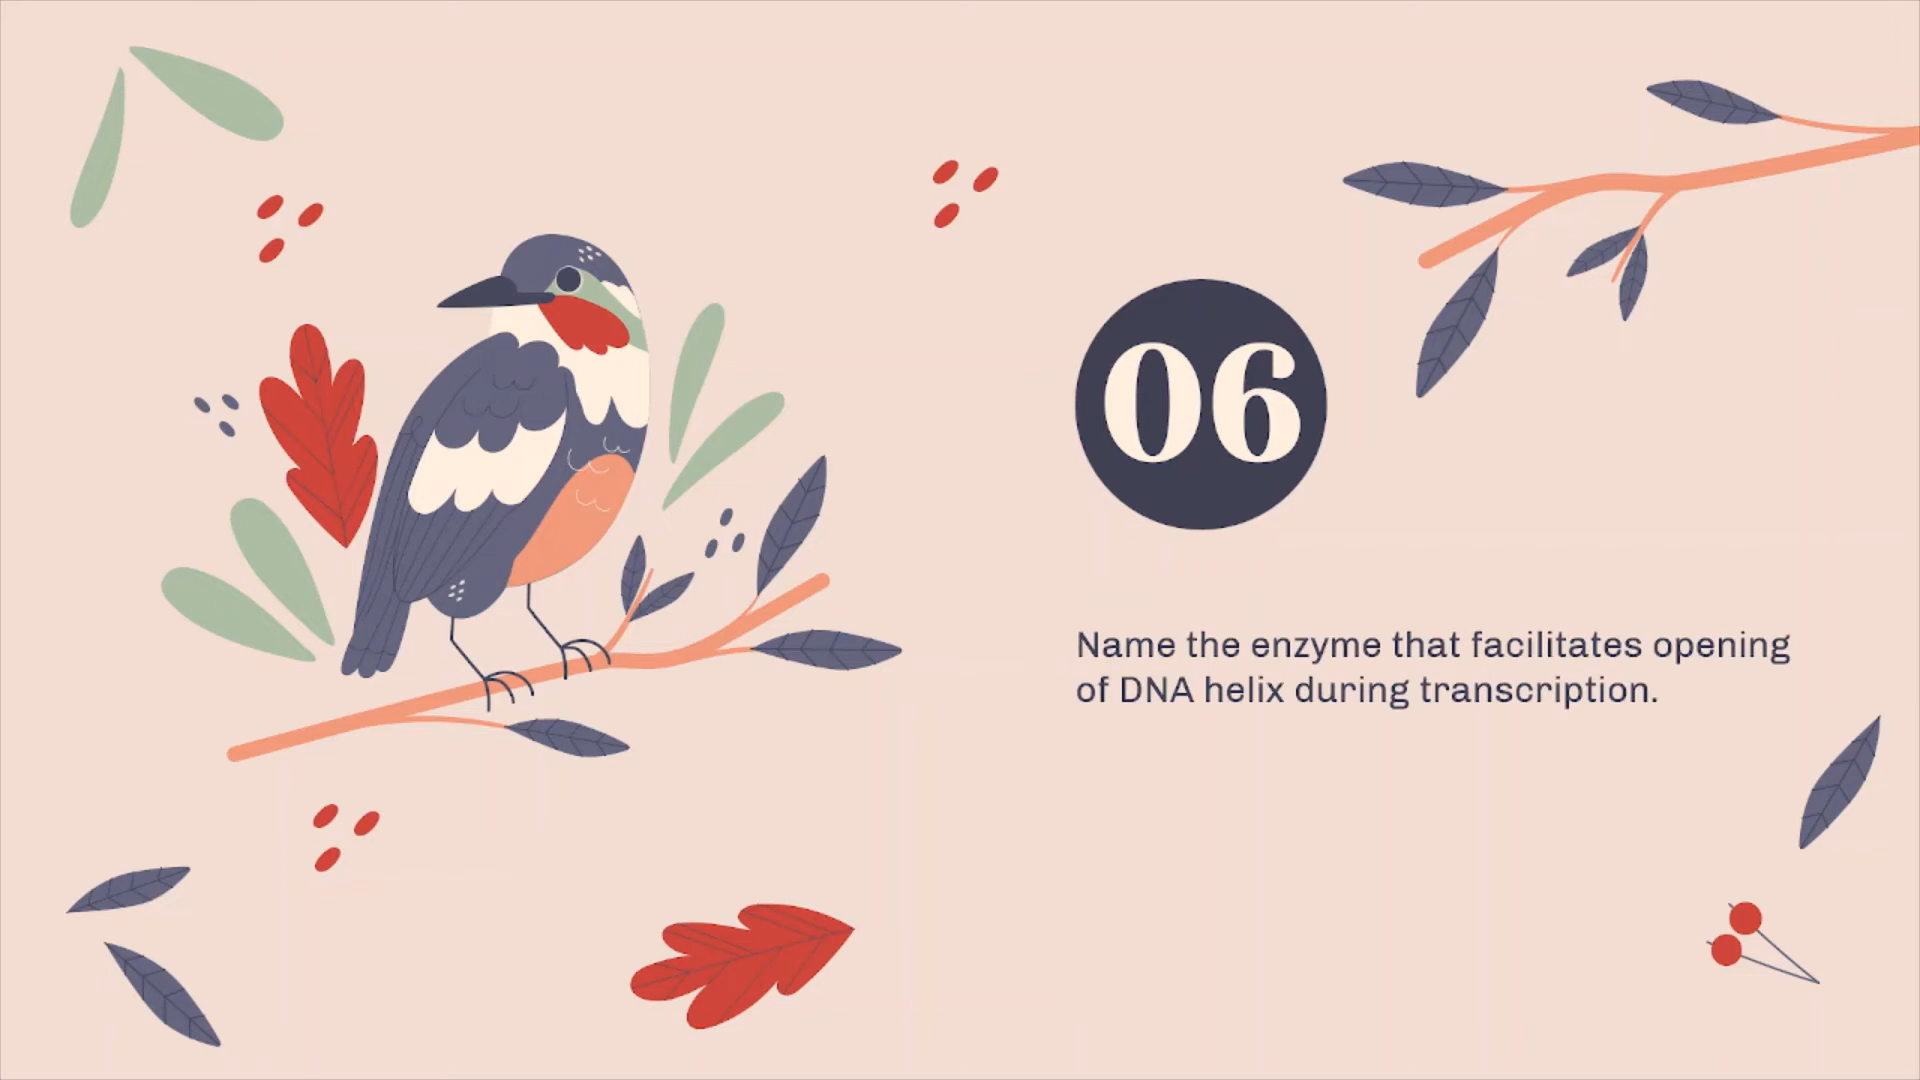 06
Name the enzyme that facilitates opening
of DNA helix during transcription.